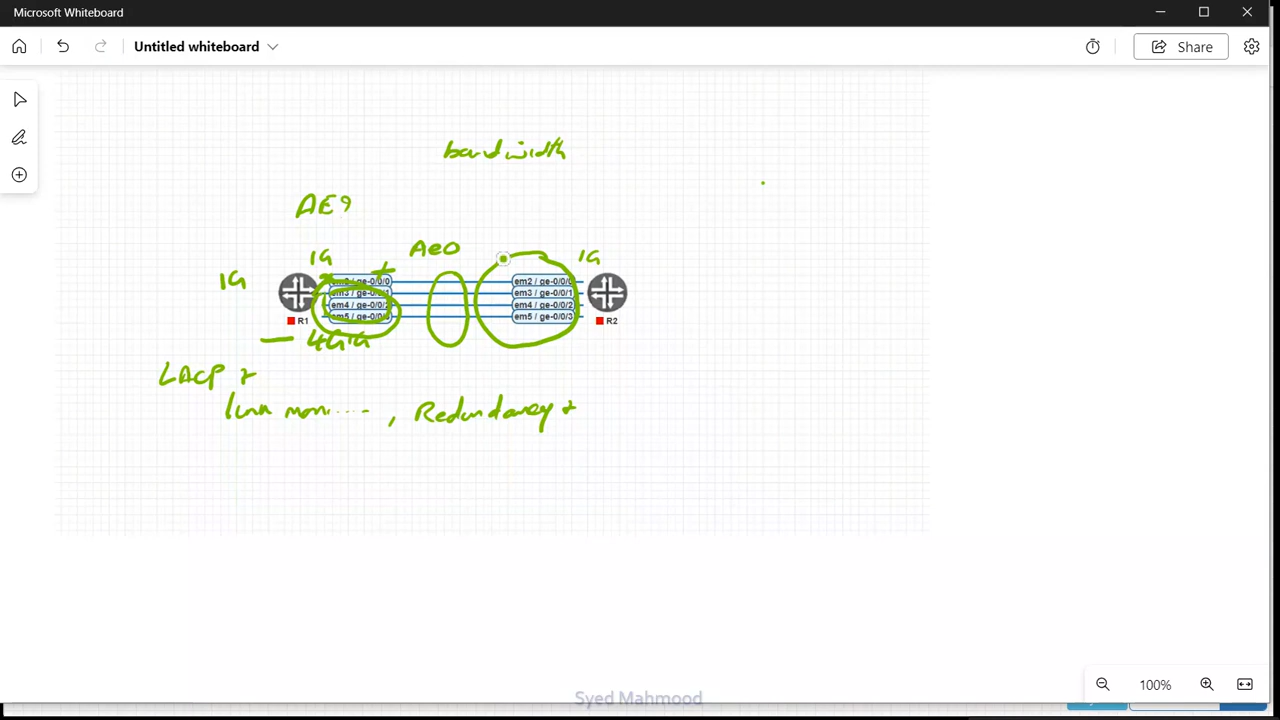 Microsoft Whiteboard
Untitled whiteboard
Share
bandwidth
AE?
1G
Ae0
1G
1G
em2 / ge-0/0/0
em3 / ge-0/0/1
em4 / ge-0/0/2
em5 / ge-0/0/3
em2 / ge-0/0/0
em3 / ge-0/0/1
em4 / ge-0/0/2
em5 / ge-0/0/3
R1
R2
LACP
, Redundancy
100%
Syed Mahmood